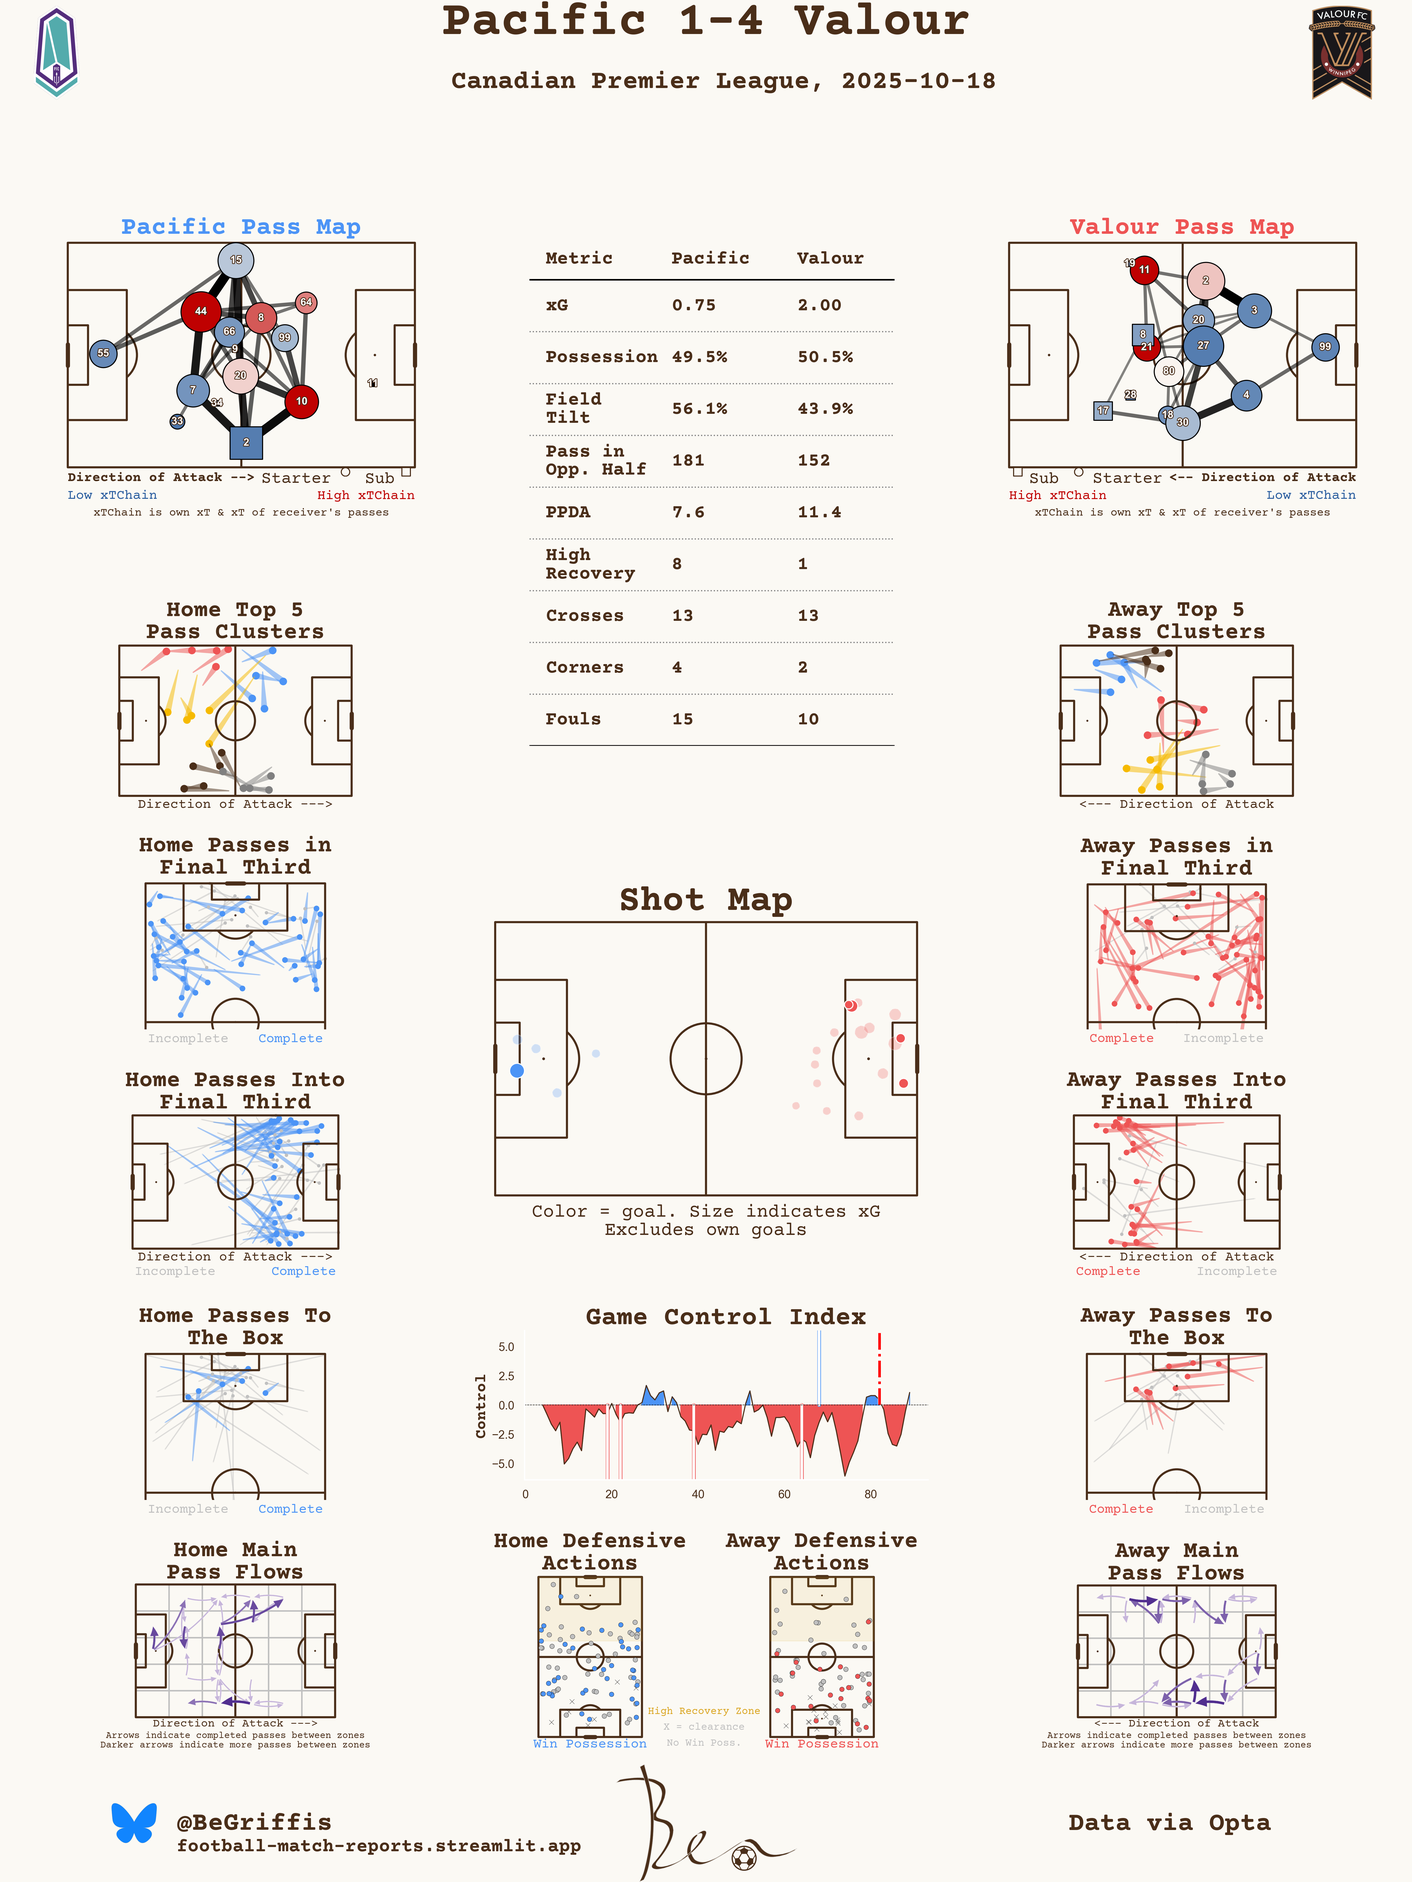 Pacific 1-4 Valour
Canadian Premier League, 2025-10-18
VALOUR FC
WINNIPEG
Pacific Pass Map
15
44
64
8
66
99
9
55
20
7
11
10
34
33
2
Direction of Attack --> Starter Sub
Low xTChain High xTChain
xTChain is own xT & xT of receiver's passes
Metric Pacific Valour
xG 0.75 2.00
Possession 49.5% 50.5%
Field
Tilt 56.1% 43.9%
Pass in
Opp. Half 181 152
PPDA 7.6 11.4
High
Recovery 8 1
Crosses 13 13
Corners 4 2
Fouls 15 10
Valour Pass Map
19
11
2
3
20
8
21
27
99
80
28
4
17
18
30
Sub Starter <-- Direction of Attack
High xTChain Low xTChain
xTChain is own xT & xT of receiver's passes
Home Top 5
Pass Clusters
Direction of Attack --->
Away Top 5
Pass Clusters
<--- Direction of Attack
Home Passes in
Final Third
Incomplete Complete
Away Passes in
Final Third
Complete Incomplete
Shot Map
Color = goal. Size indicates xG
Excludes own goals
Home Passes Into
Final Third
Direction of Attack --->
Incomplete Complete
Away Passes Into
Final Third
<--- Direction of Attack
Complete Incomplete
Home Passes To
The Box
Incomplete Complete
Game Control Index
Control
5.0
2.5
0.0
−2.5
−5.0
0 20 40 60 80
Away Passes To
The Box
Complete Incomplete
Home Main
Pass Flows
Direction of Attack --->
Arrows indicate completed passes between zones
Darker arrows indicate more passes between zones
Home Defensive
Actions
Win Possession
Away Defensive
Actions
Win Possession
High Recovery Zone
X = clearance
No Win Poss.
Away Main
Pass Flows
<--- Direction of Attack
Arrows indicate completed passes between zones
Darker arrows indicate more passes between zones
@BeGriffis
football-match-reports.streamlit.app
Ben
Data via Opta